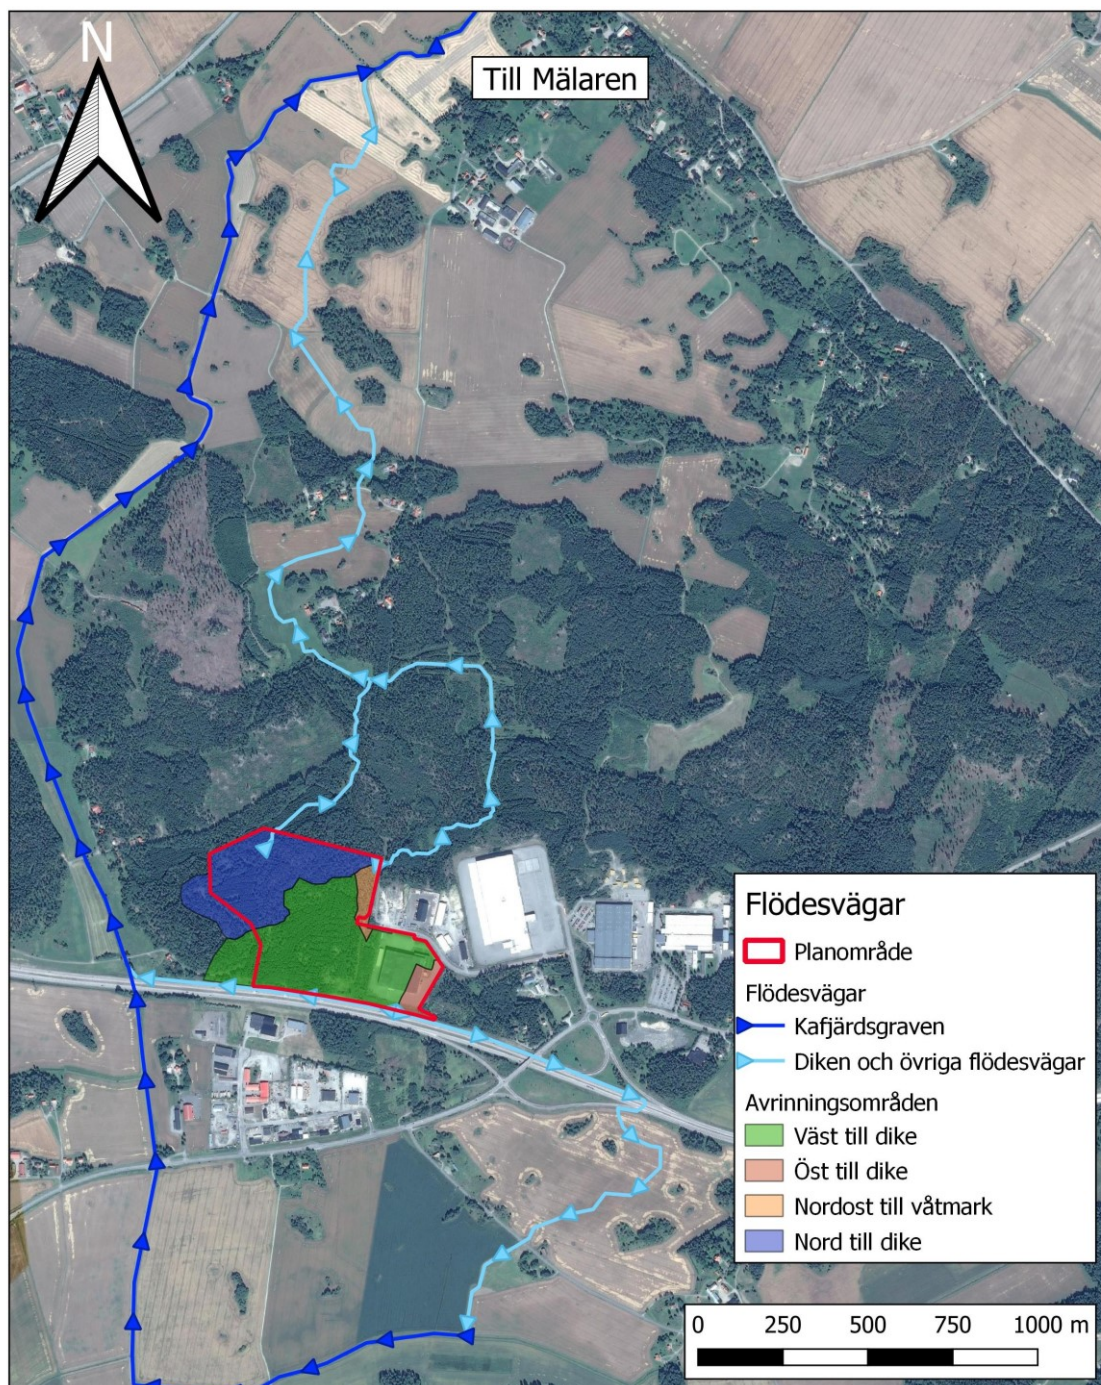 N
Till Mälaren
Flödesvägar
Planområde
Flödesvägar
Kafjärdsgraven
Diken och övriga flödesvägar
Avrinningsområden
Väst till dike
Öst till dike
Nordost till våtmark
Nord till dike
0 250 500 750 1000 m